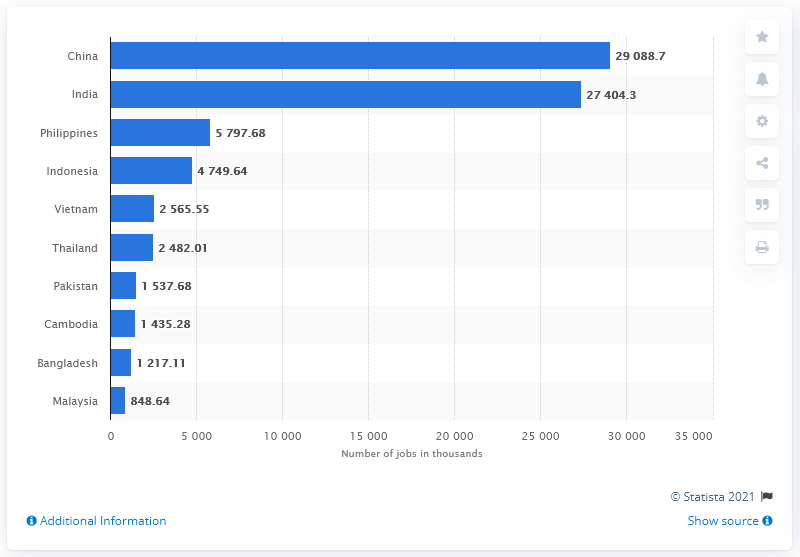 China 29 088.7
India 27 404.3
Philippines 5 797.68
Indonesia 4 749.64
Vietnam 2 565.55
Thailand 2 482.01
Pakistan 1 537.68
Cambodia 1 435.28
Bangladesh 1 217.11
Malaysia 848.64
0 5 000 10 000 15 000 20 000 25 000 30 000 35 000
Number of jobs in thousands
© Statista 2021
Additional Information Show source